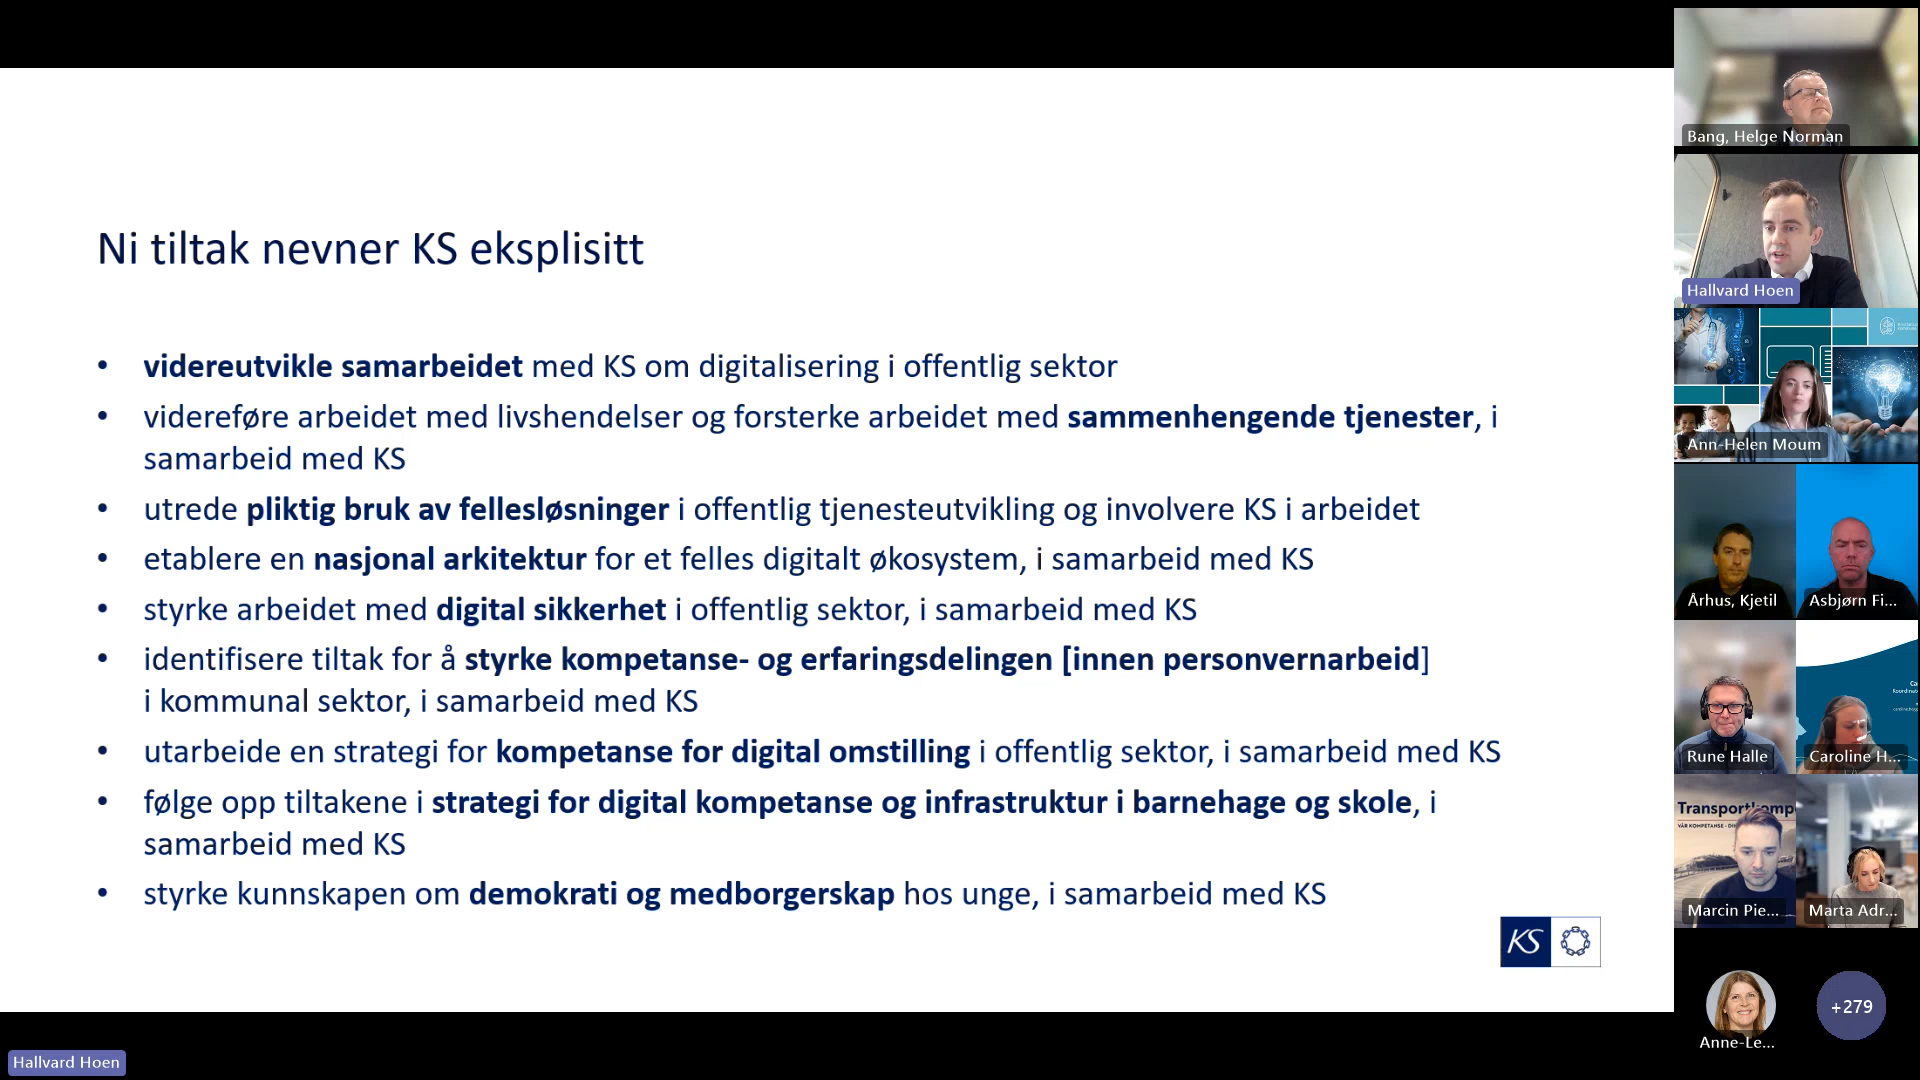 Ni tiltak nevner KS eksplisitt
• videreutvikle samarbeidet med KS om digitalisering i offentlig sektor
• videreføre arbeidet med livshendelser og forsterke arbeidet med sammenhengende tjenester, i
samarbeid med KS
• utrede pliktig bruk av fellesløsninger i offentlig tjenesteutvikling og involvere KS i arbeidet
• etablere en nasjonal arkitektur for et felles digitalt økosystem, i samarbeid med KS
• styrke arbeidet med digital sikkerhet i offentlig sektor, i samarbeid med KS
• identifisere tiltak for å styrke kompetanse- og erfaringsdelingen [innen personvernarbeid]
i kommunal sektor, i samarbeid med KS
• utarbeide en strategi for kompetanse for digital omstilling i offentlig sektor, i samarbeid med KS
• følge opp tiltakene i strategi for digital kompetanse og infrastruktur i barnehage og skole, i
samarbeid med KS
• styrke kunnskapen om demokrati og medborgerskap hos unge, i samarbeid med KS
KS
Hallvard Hoen
Bang, Helge Norman
Hallvard Hoen
Ann-Helen Moum
Århus, Kjetil
Asbjørn Fi...
Rune Halle
Caroline H...
Transportkomp
Marcin Pie...
Marta Adr...
Anne-Le...
+279